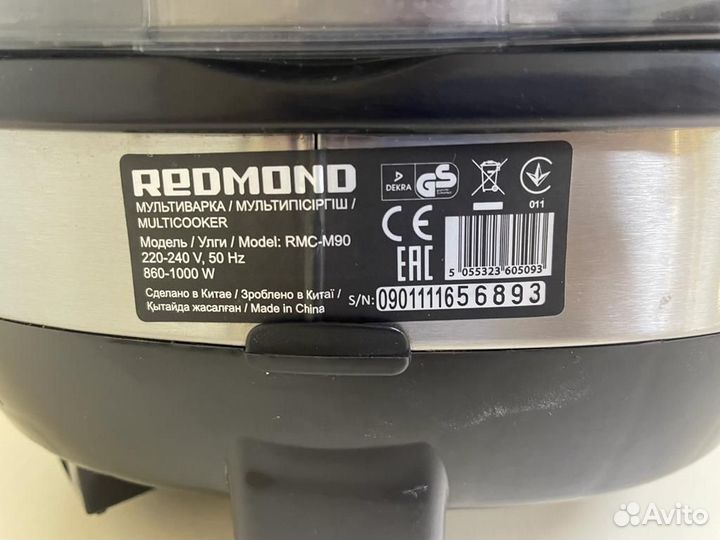 REDMOND
МУЛЬТИВАРКА / МУЛЬТИПІСІРГІШ /
MULTICOOKER
Модель / Улги / Model: RMC-M90
220-240 V, 50 Hz
860-1000 W
Сделано в Китае / Зроблено в Китаї /
Қытайда жасалған / Made in China
DEKRA
GS
011
CE
EAC
5 055323 605093
S/N: 0901111656893
Avito